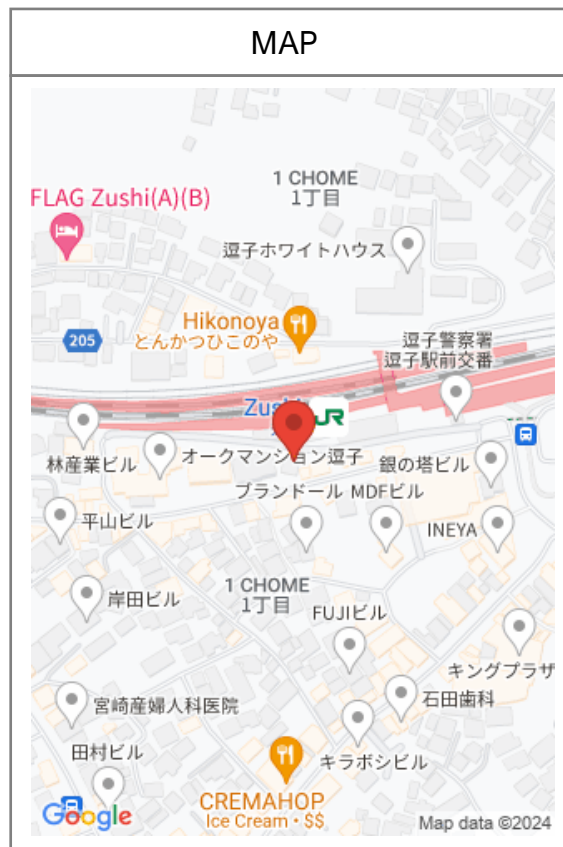 MAP
1 CHOME
1丁目
FLAG Zushi(A)(B)
逗子ホワイトハウス
Hikonoya
とんかつひこのや
205
逗子警察署
逗子駅前交番
JR
林産業ビル
オークマンション逗子
銀の塔ビル
ブランドール
MDFビル
平山ビル
INEYA
1 CHOME
1丁目
岸田ビル
FUJIビル
キングプラザ
石田歯科
宮崎産婦人科医院
田村ビル
キラボシビル
CREMAHOP
Ice Cream • $$
Google
Map data ©2024